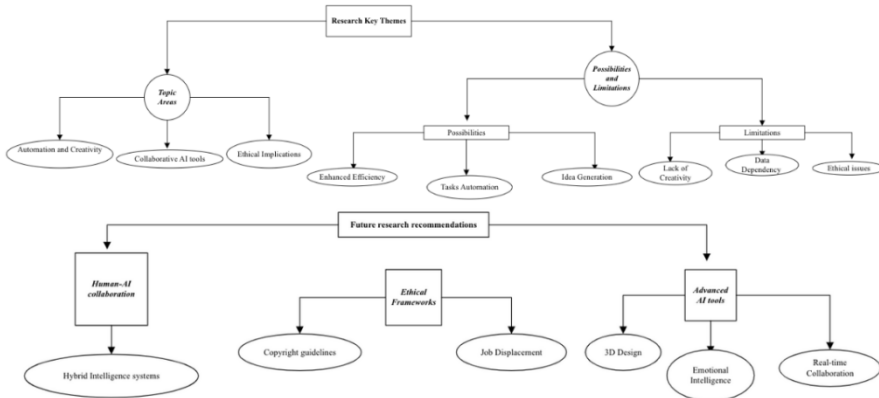 Research Key Themes
Topic
Areas
Possibilities
and
Limitations
Automation and Creativity
Collaborative AI tools
Ethical Implications
Possibilities
Limitations
Enhanced Efficiency
Tasks Automation
Idea Generation
Lack of
Creativity
Data
Dependency
Ethical issues
Future research recommendations
Human-AI
collaboration
Ethical
Frameworks
Advanced
AI tools
Hybrid Intelligence systems
Copyright guidelines
Job Displacement
3D Design
Emotional
Intelligence
Real-time
Collaboration